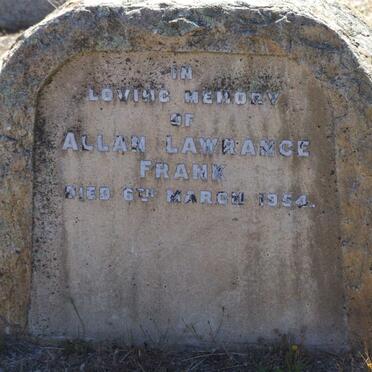 IN
LOVING MEMORY
OF
ALLAN LAWRANCE
FRANK
DIED 6TH MARCH 1954.